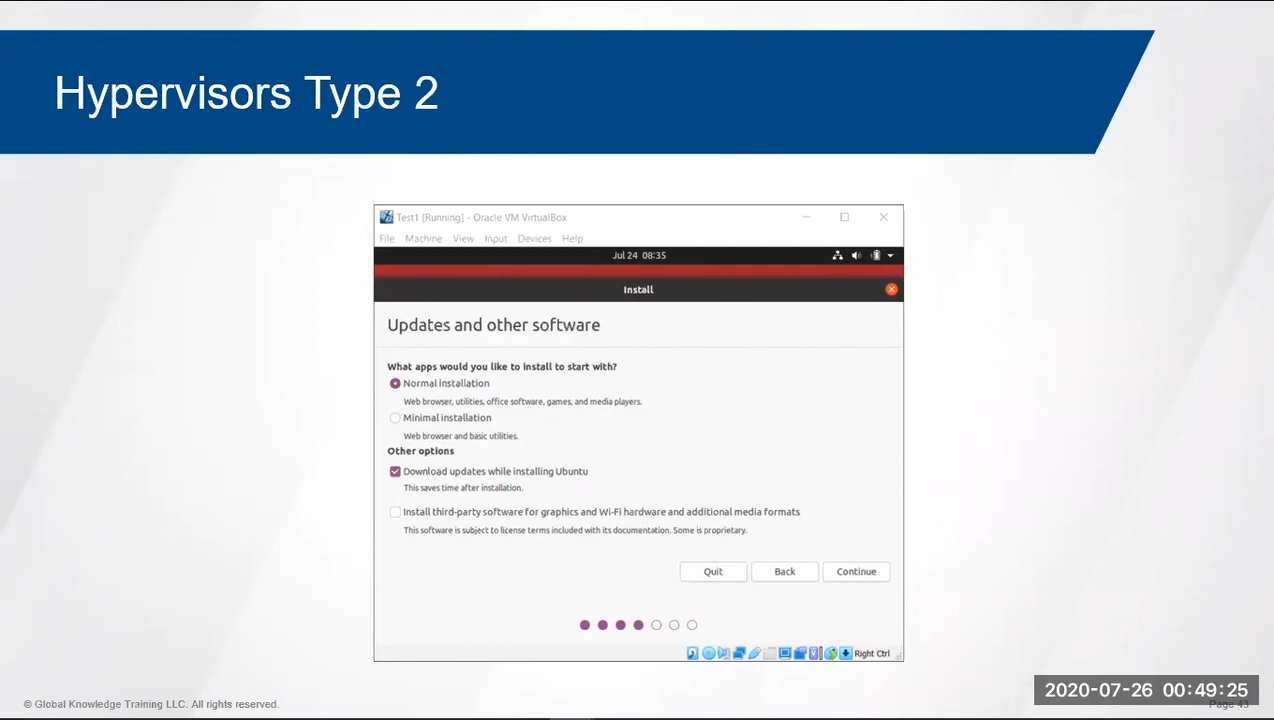 Hypervisors Type 2
Test1 [Running] - Oracle VM VirtualBox
File Machine View Input Devices Help
Jul 24 08:35
Install
Updates and other software
What apps would you like to install to start with?
Normal installation
Web browser, utilities, office software, games, and media players.
Minimal installation
Web browser and basic utilities.
Other options
Download updates while installing Ubuntu
This saves time after installation.
Install third-party software for graphics and Wi-Fi hardware and additional media formats
This software is subject to license terms included with its documentation. Some is proprietary.
Quit Back Continue
Right Ctrl
2020-07-26 00:49:25
© Global Knowledge Training LLC. All rights reserved.
Page 43